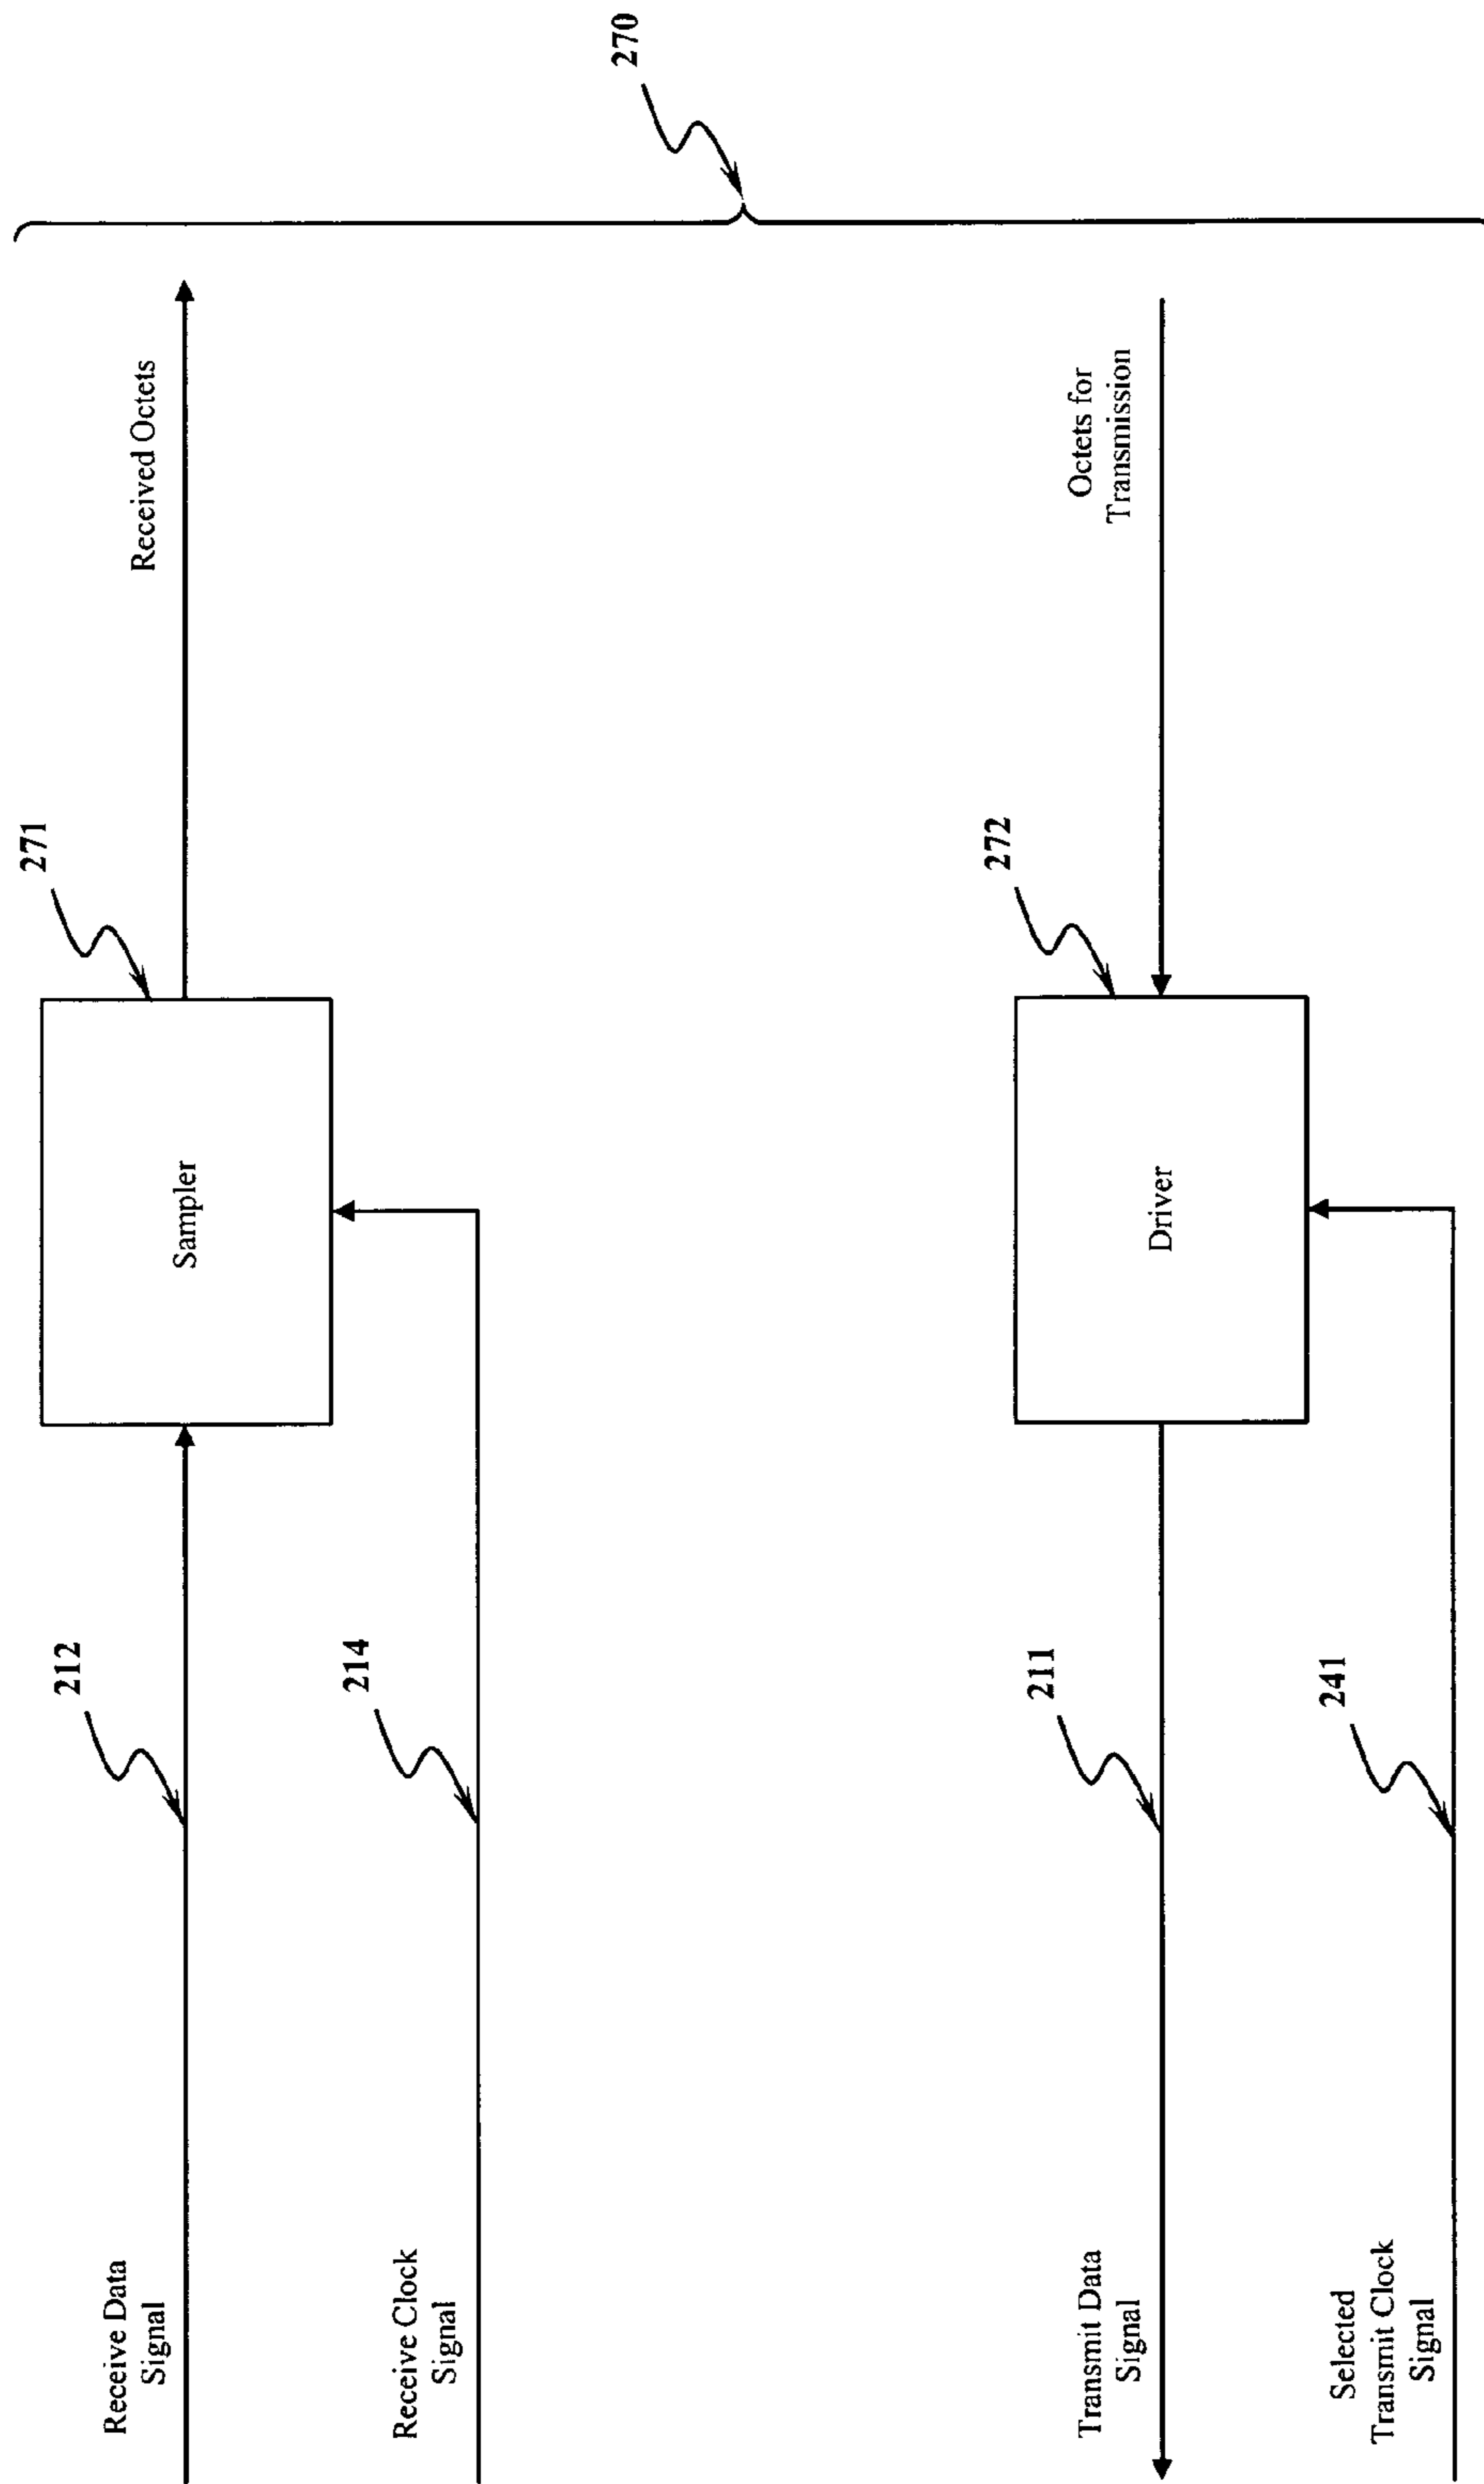 270
Received Octets
271
Sampler
212
214
Receive Data
Signal
Receive Clock
Signal
Octets for
Transmission
272
Driver
211
241
Transmit Data
Signal
Selected
Transmit Clock
Signal